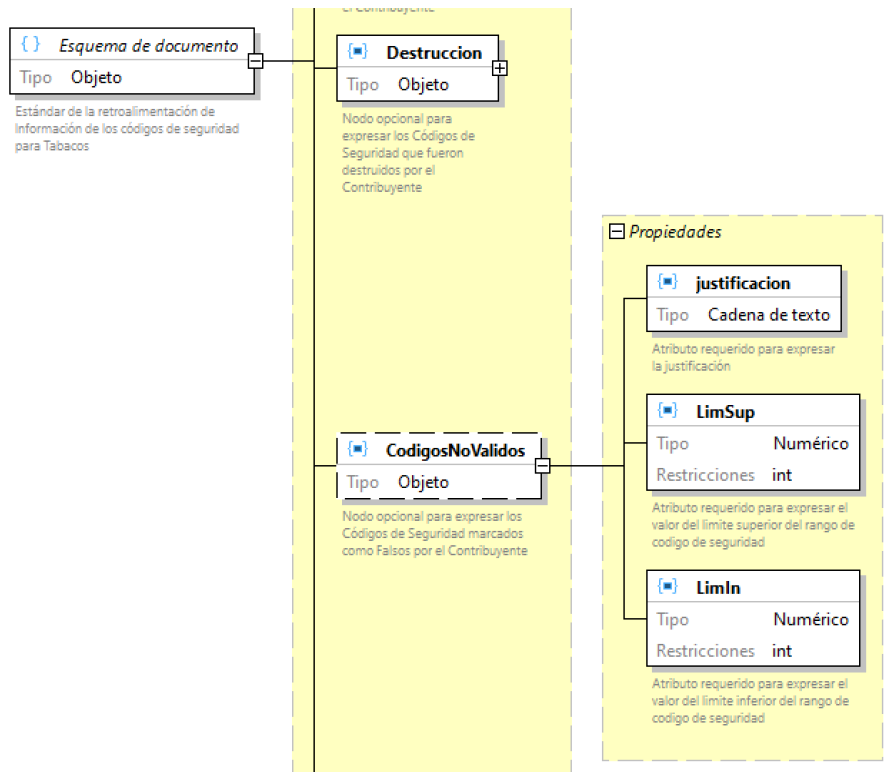 el Contribuyente
{ } Esquema de documento
Tipo Objeto
Estándar de la retroalimentación de
Información de los códigos de seguridad
para Tabacos
Destruccion
Tipo Objeto
Nodo opcional para
expresar los Códigos de
Seguridad que fueron
destruidos por el
Contribuyente
Propiedades
justificacion
Tipo Cadena de texto
Atributo requerido para expresar
la justificación
LimSup
Tipo Numérico
Restricciones int
Atributo requerido para expresar el
valor del limite superior del rango de
codigo de seguridad
CodigosNoValidos
Tipo Objeto
Nodo opcional para expresar los
Códigos de Seguridad marcados
como Falsos por el Contribuyente
LimIn
Tipo Numérico
Restricciones int
Atributo requerido para expresar el
valor del limite inferior del rango de
codigo de seguridad